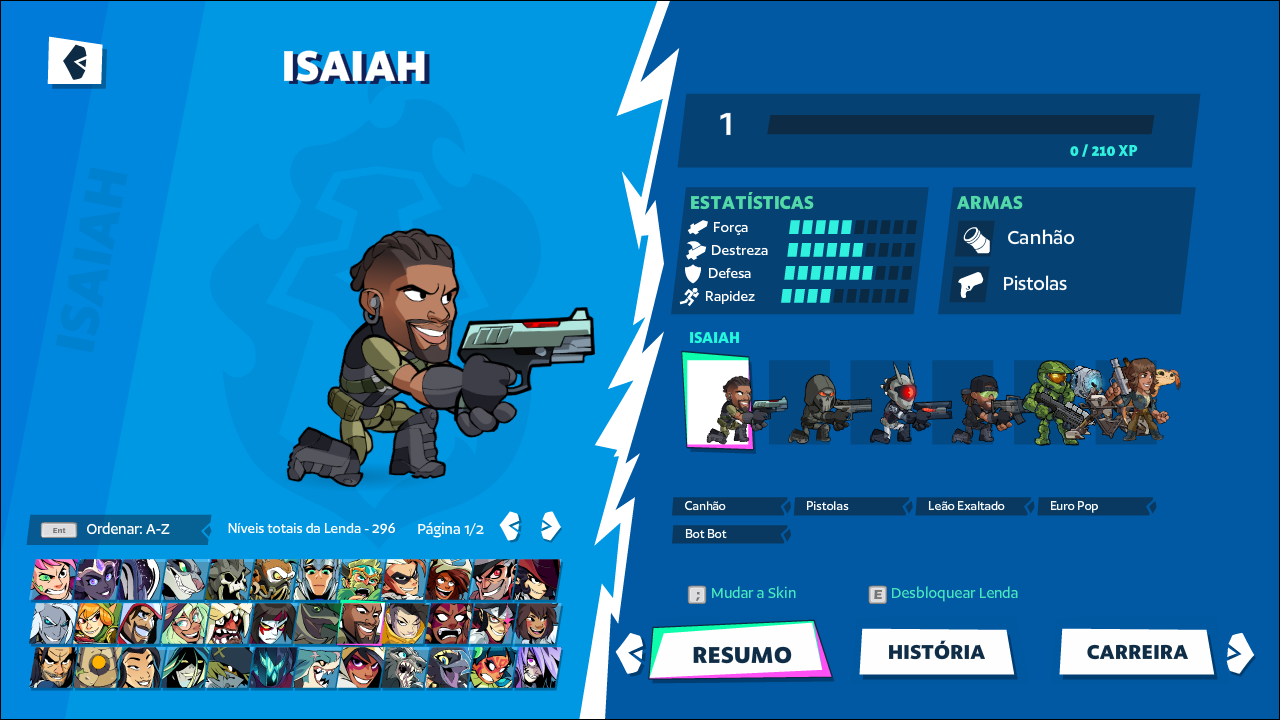 ISAIAH
ISAIAH
1
0 / 210 XP
ESTATÍSTICAS
Força
Destreza
Defesa
Rapidez
ARMAS
Canhão
Pistolas
ISAIAH
Canhão
Pistolas
Leão Exaltado
Euro Pop
Bot Bot
Ent
Ordenar: A-Z
Níveis totais da Lenda - 296
Página 1/2
; Mudar a Skin
E Desbloquear Lenda
RESUMO
HISTÓRIA
CARREIRA